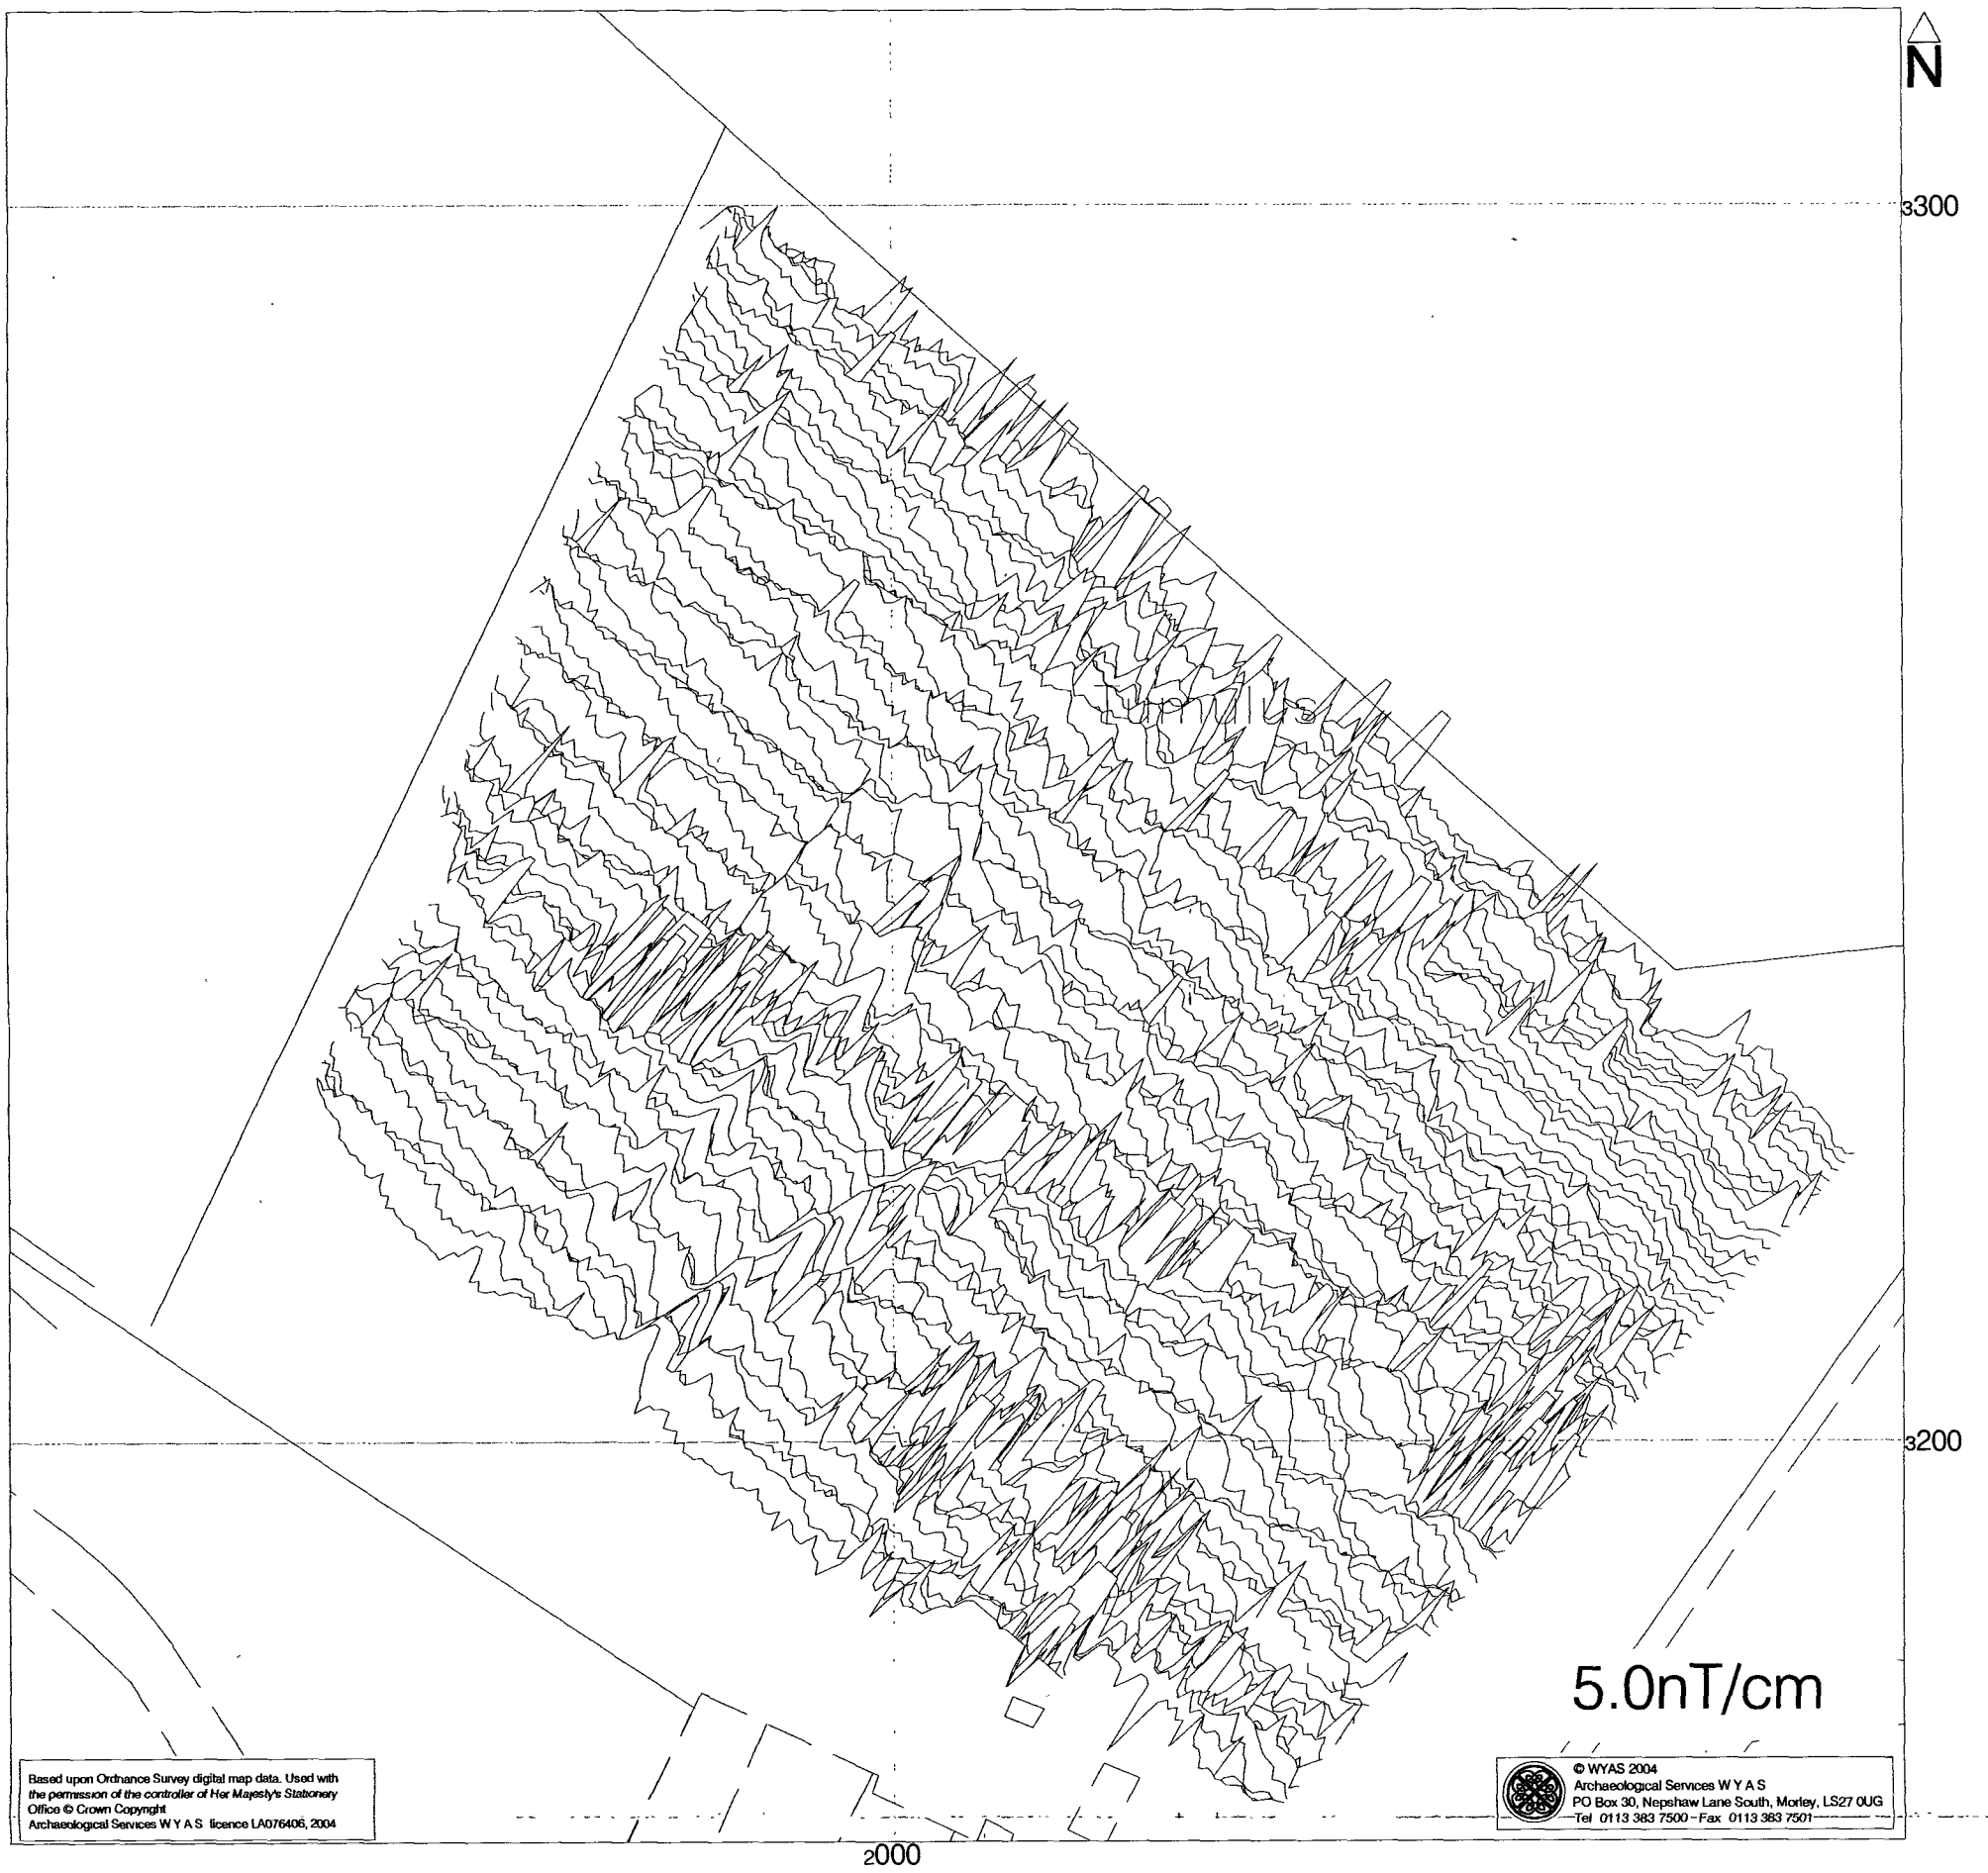 N
3300
Tumulus
3200
5.0nT/cm
Based upon Ordnance Survey digital map data. Used with
the permission of the controller of Her Majesty's Stationery
Office © Crown Copyright
Archaeological Services W Y A S licence LA076406, 2004
© WYAS 2004
Archaeological Services W Y A S
PO Box 30, Nepshaw Lane South, Morley, LS27 0UG
Tel 0113 383 7500 - Fax 0113 383 7501
2000